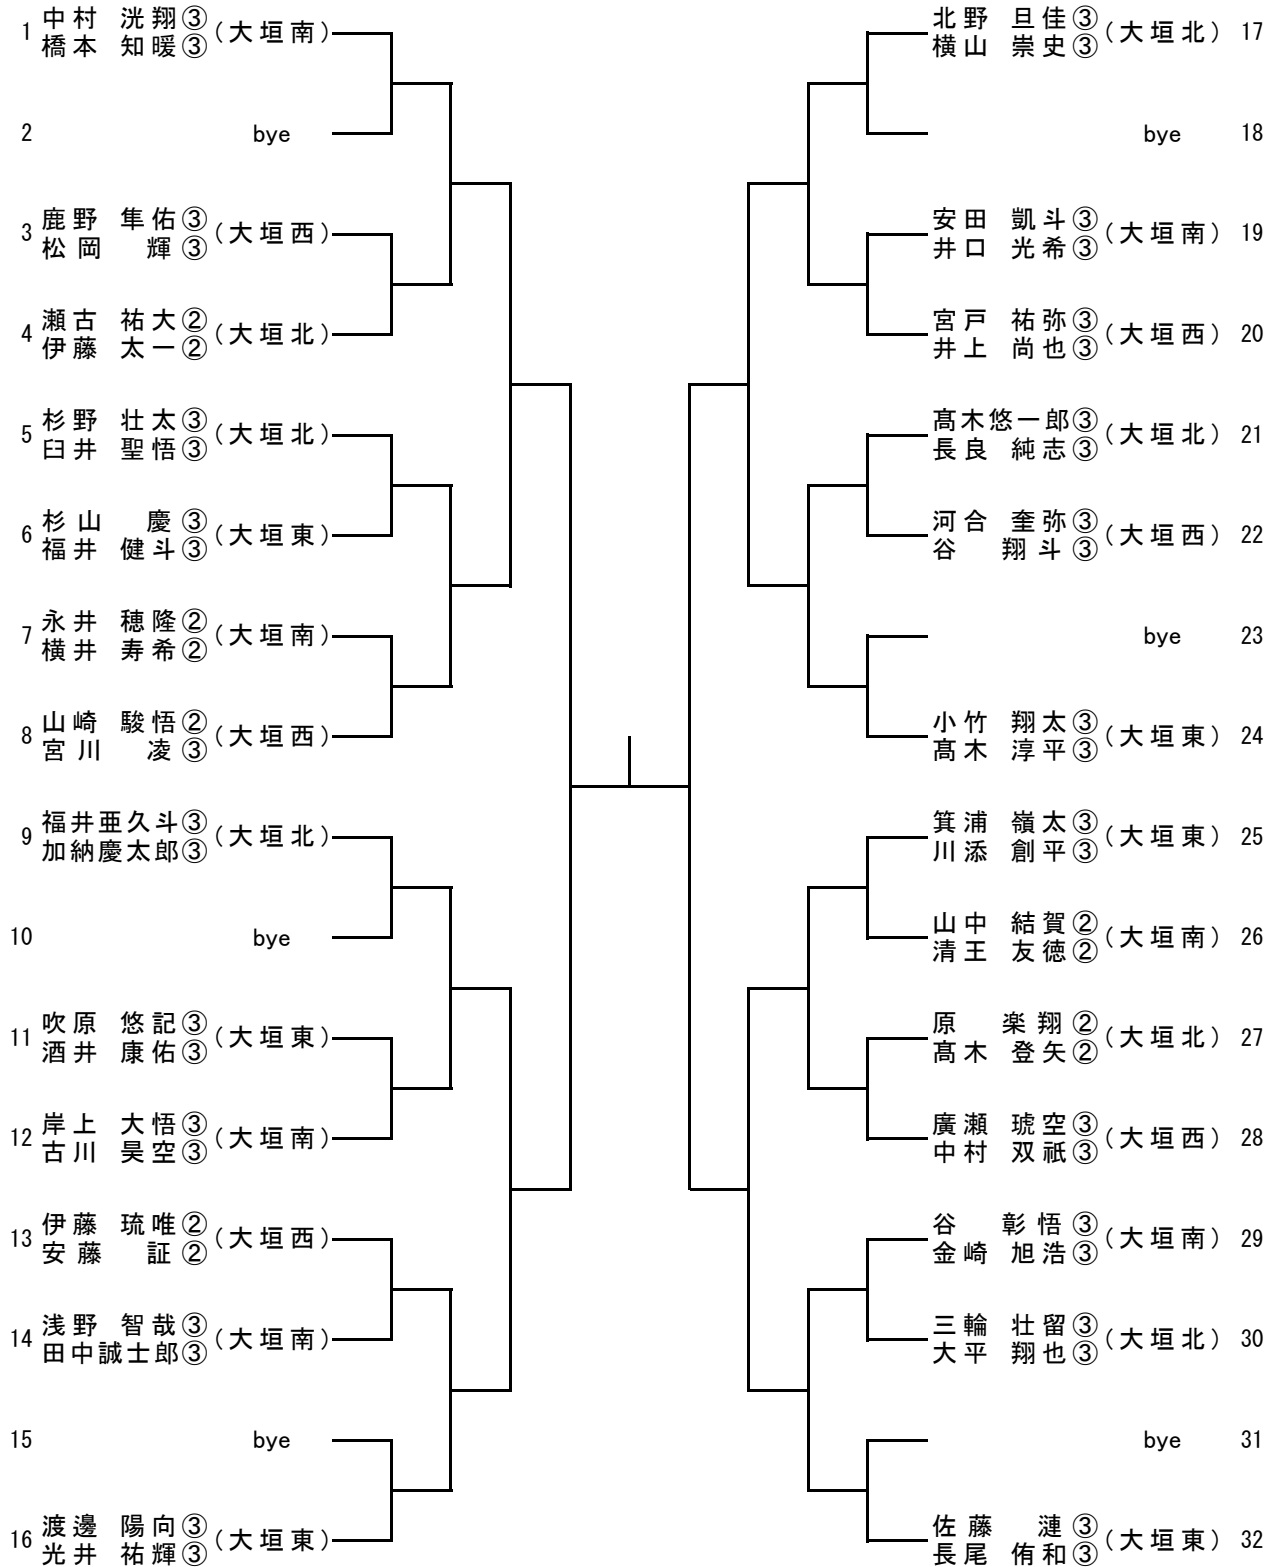 1 中村 洸翔③ (大垣南)
橋本 知暖③
2 bye
3 鹿野 隼佑③ (大垣西)
松岡 輝③
4 瀬古 祐大② (大垣北)
伊藤 太一②
5 杉野 壮太③ (大垣北)
臼井 聖悟③
6 杉山 慶③ (大垣東)
福井 健斗③
7 永井 穂隆② (大垣南)
横井 寿希②
8 山崎 駿悟② (大垣西)
宮川 凌③
9 福井亜久斗③ (大垣北)
加納慶太郎③
10 bye
11 吹原 悠記③ (大垣東)
酒井 康佑③
12 岸上 大悟③ (大垣南)
古川 昊空③
13 伊藤 琉唯② (大垣西)
安藤 証②
14 浅野 智哉③ (大垣南)
田中誠士郎③
15 bye
16 渡邊 陽向③ (大垣東)
光井 祐輝③
北野 旦佳③ (大垣北) 17
横山 崇史③
bye 18
安田 凱斗③ (大垣南) 19
井口 光希③
宮戸 祐弥③ (大垣西) 20
井上 尚也③
髙木悠一郎③ (大垣北) 21
長良 純志③
河合 奎弥③ (大垣西) 22
谷 翔斗③
bye 23
小竹 翔太③ (大垣東) 24
髙木 淳平③
箕浦 嶺太③ (大垣東) 25
川添 創平③
山中 結賀② (大垣南) 26
清王 友徳②
原 楽翔② (大垣北) 27
髙木 登矢②
廣瀬 琥空③ (大垣西) 28
中村 双祇③
谷 彰悟③ (大垣南) 29
金崎 旭浩③
三輪 壮留③ (大垣北) 30
大平 翔也③
bye 31
佐藤 漣③ (大垣東) 32
長尾 侑和③